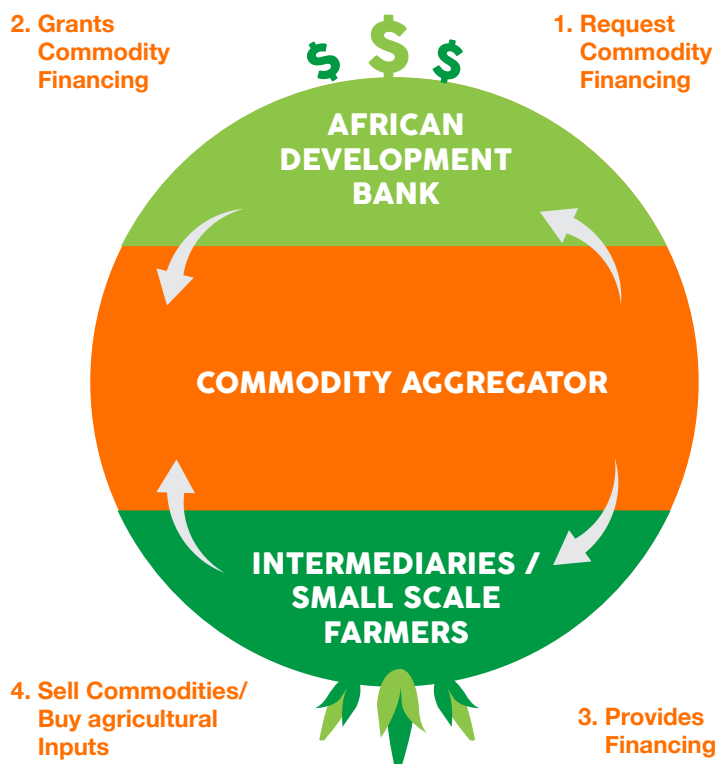 2. Grants
Commodity
Financing
1. Request
Commodity
Financing
$ $ $
AFRICAN
DEVELOPMENT
BANK
COMMODITY AGGREGATOR
INTERMEDIARIES /
SMALL SCALE
FARMERS
4. Sell Commodities/
Buy agricultural
Inputs
3. Provides
Financing